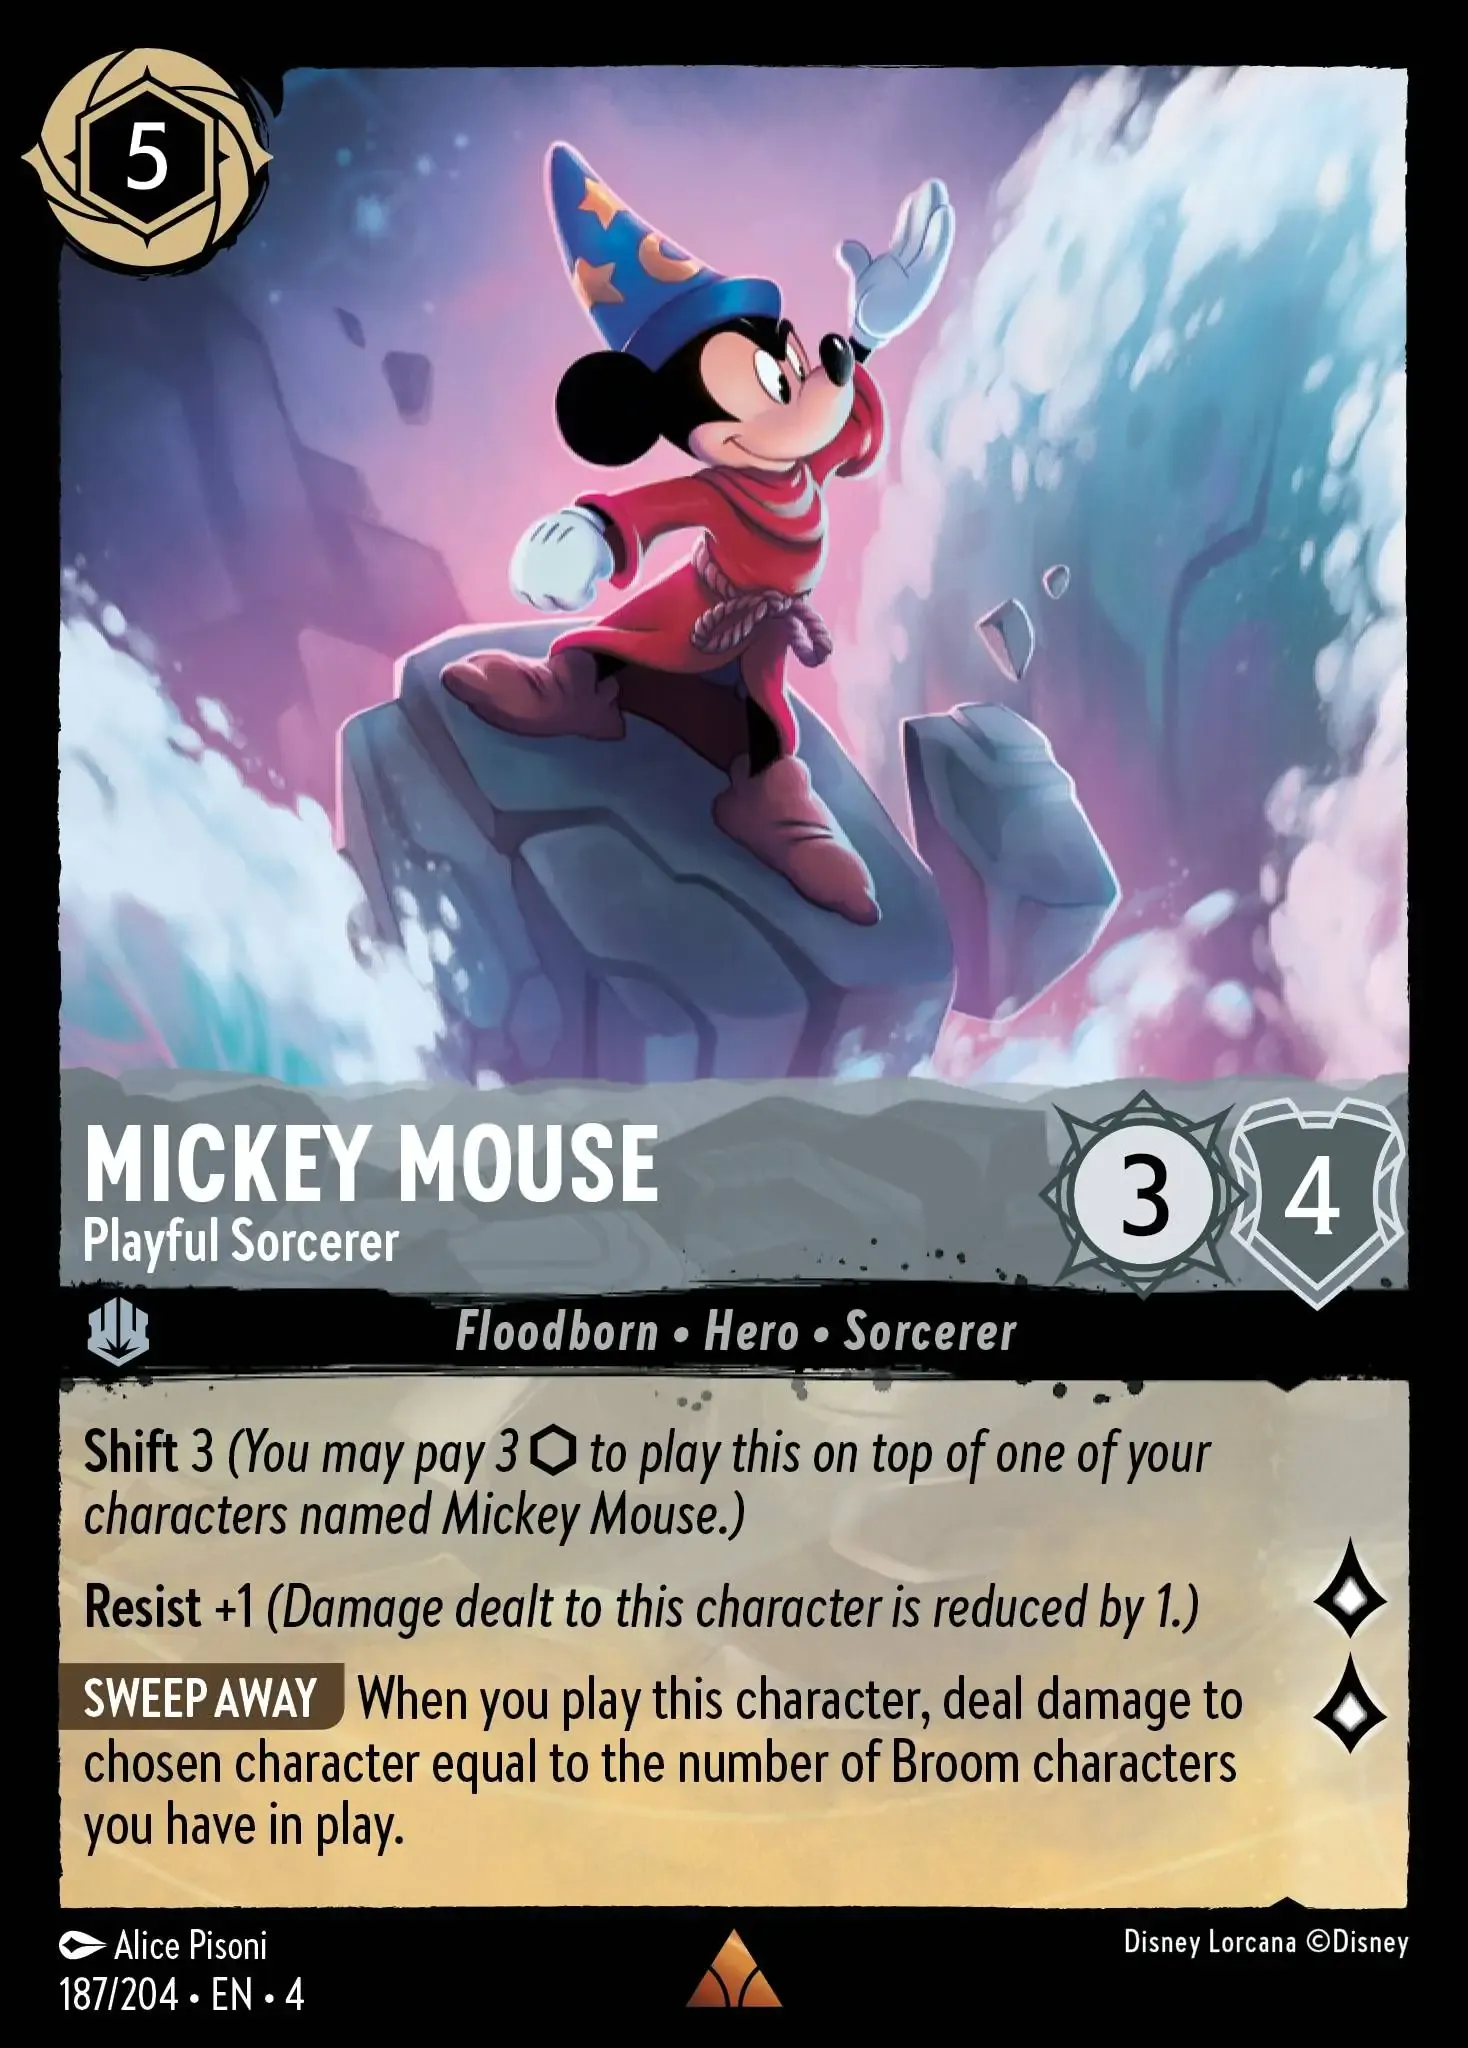 5
MICKEY MOUSE
Playful Sorcerer
3
4
Floodborn • Hero • Sorcerer
Shift 3 (You may pay 3 ⬡ to play this on top of one of your
characters named Mickey Mouse.)
Resist +1 (Damage dealt to this character is reduced by 1.)
SWEEP AWAY When you play this character, deal damage to
chosen character equal to the number of Broom characters
you have in play.
Alice Pisoni
Disney Lorcana ©Disney
187/204 • EN • 4